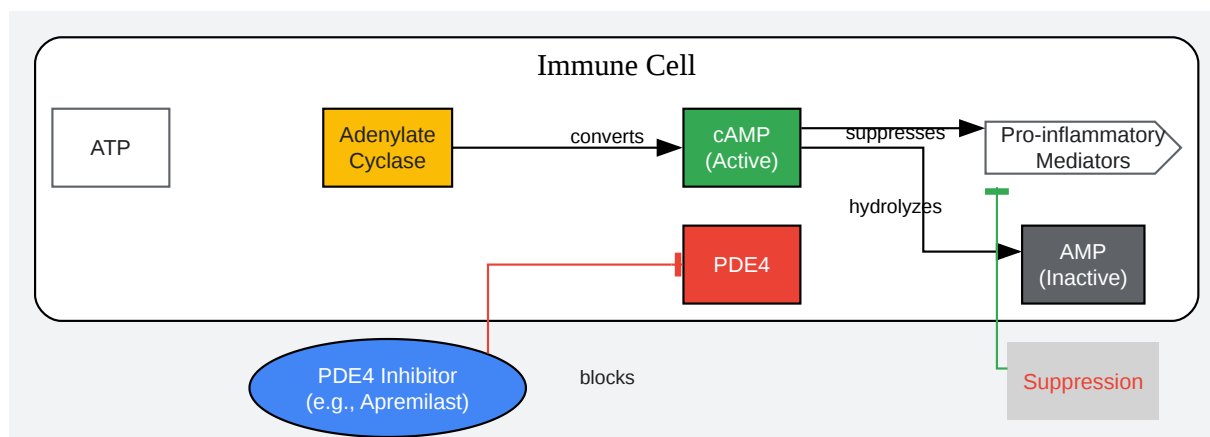 Immune Cell
ATP
Adenylate
Cyclase
converts
cAMP
(Active)
suppresses
Pro-inflammatory
Mediators
hydrolyzes
PDE4
AMP
(Inactive)
PDE4 Inhibitor
(e.g., Apremilast)
blocks
Suppression